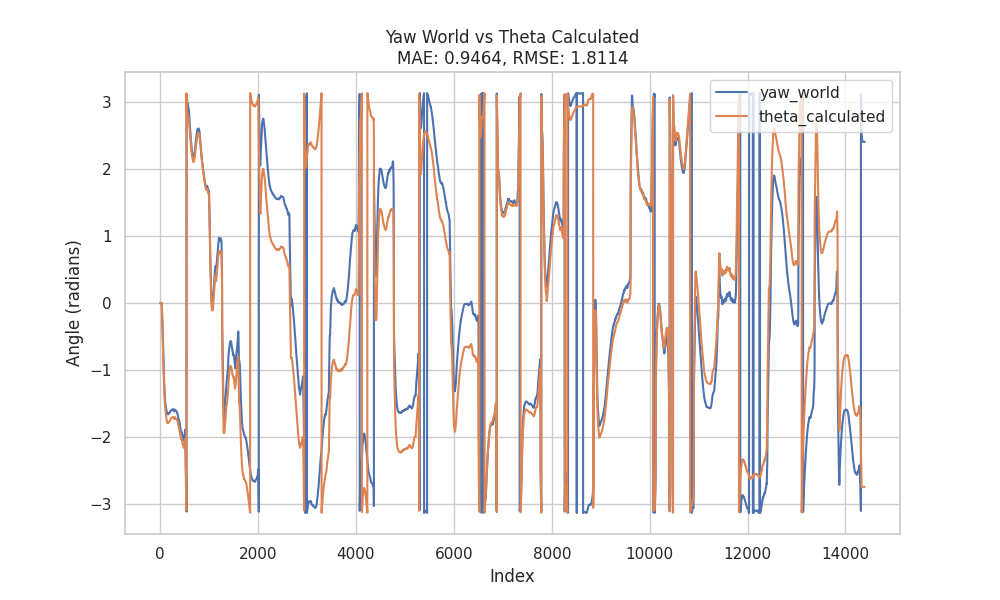 Yaw World vs Theta Calculated
MAE: 0.9464, RMSE: 1.8114
yaw_world
theta_calculated
Angle (radians)
3
2
1
0
−1
−2
−3
0 2000 4000 6000 8000 10000 12000 14000
Index